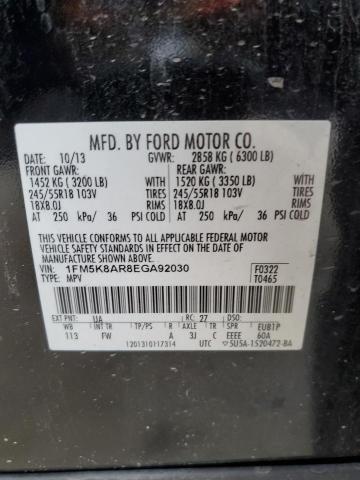 MFD. BY FORD MOTOR CO.
DATE: 10/13 GVWR: 2858 KG ( 6300 LB)
FRONT GAWR: REAR GAWR:
1452 KG ( 3200 LB) WITH 1520 KG ( 3350 LB) WITH
245/55R18 103V TIRES 245/55R18 103V TIRES
18X8.0J RIMS 18X8.0J RIMS
AT 250 kPa/ 36 PSI COLD AT 250 kPa/ 36 PSI COLD
THIS VEHICLE CONFORMS TO ALL APPLICABLE FEDERAL MOTOR
VEHICLE SAFETY AND THEFT PREVENTION STANDARDS IN EFFECT ON
THE DATE OF MANUFACTURE SHOWN ABOVE.
VIN: 1FM5K8AR8EGA92030 F0322
TYPE: MPV T0465
EXT PNT: UA RC: 27 DSO:
WB INT TR TP/PS R AXLE TR SPR EUB1P
113 FW A 3J C EEEE 60A
1201310117314 UTC 5U5A-1520472-BA